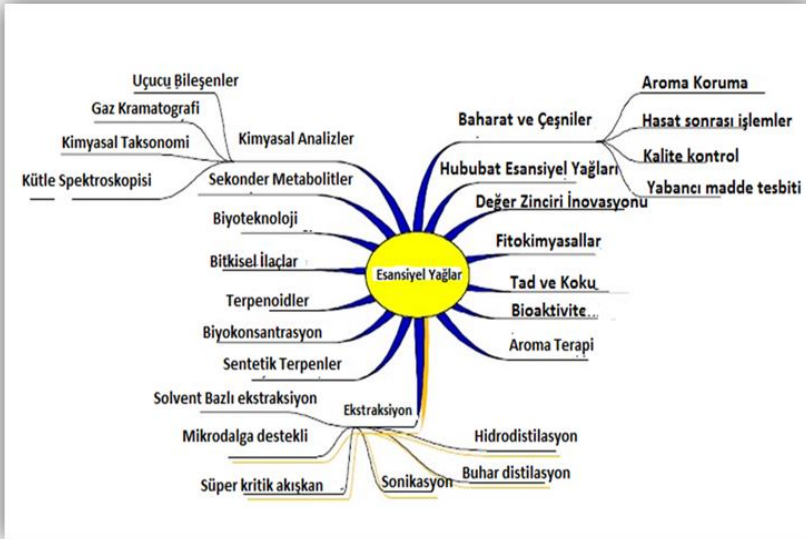 Uçucu Bileşenler
Gaz Kramatografi
Kimyasal Taksonomi
Kütle Spektroskopisi
Kimyasal Analizler
Sekonder Metabolitler
Biyoteknoloji
Bitkisel İlaçlar
Terpenoidler
Biyokonsantrasyon
Sentetik Terpenler
Esansiyel Yağlar
Baharat ve Çeşniler
Aroma Koruma
Hasat sonrası işlemler
Kalite kontrol
Yabancı madde tesbiti
Hububat Esansiyel Yağları
Değer Zinciri İnovasyonu
Fitokimyasallar
Tad ve Koku
Bioaktivite...
Aroma Terapi
Ekstraksiyon
Solvent Bazlı ekstraksiyon
Mikrodalga destekli
Süper kritik akışkan
Sonikasyon
Buhar distilasyon
Hidrodistilasyon